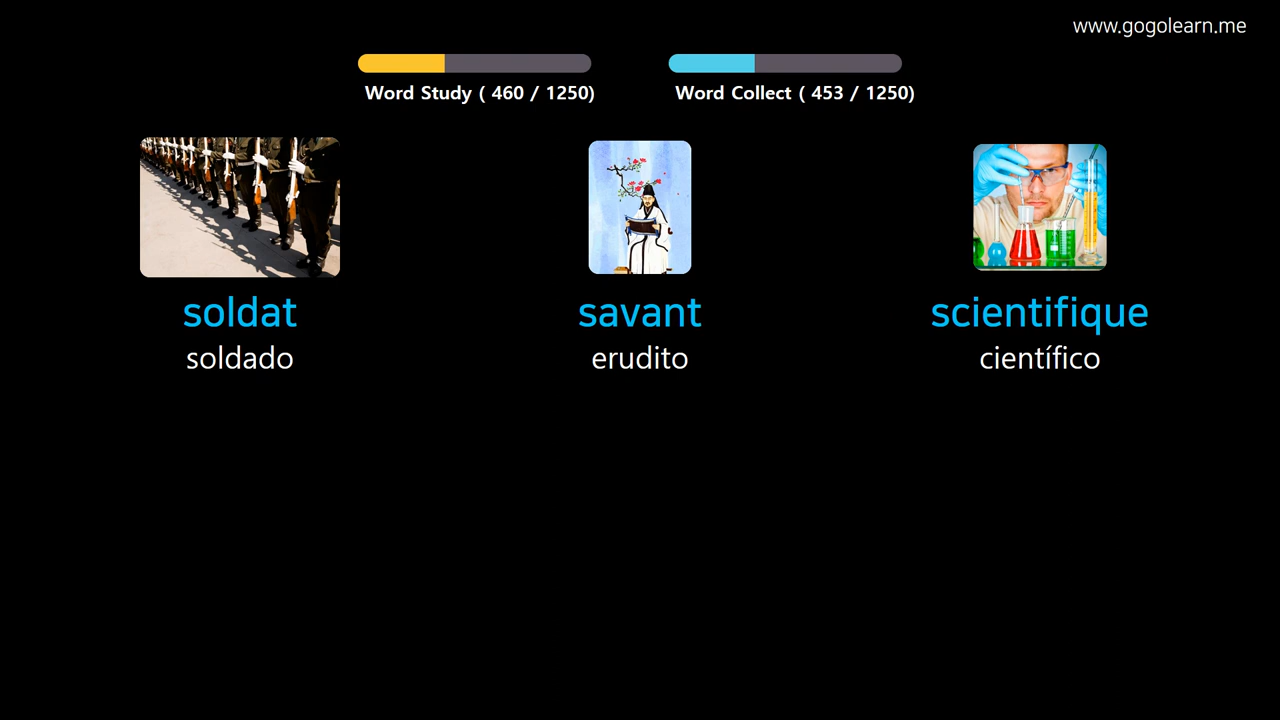 www.gogolearn.me
Word Study ( 460 / 1250)
Word Collect ( 453 / 1250)
soldat
soldado
savant
erudito
scientifique
científico